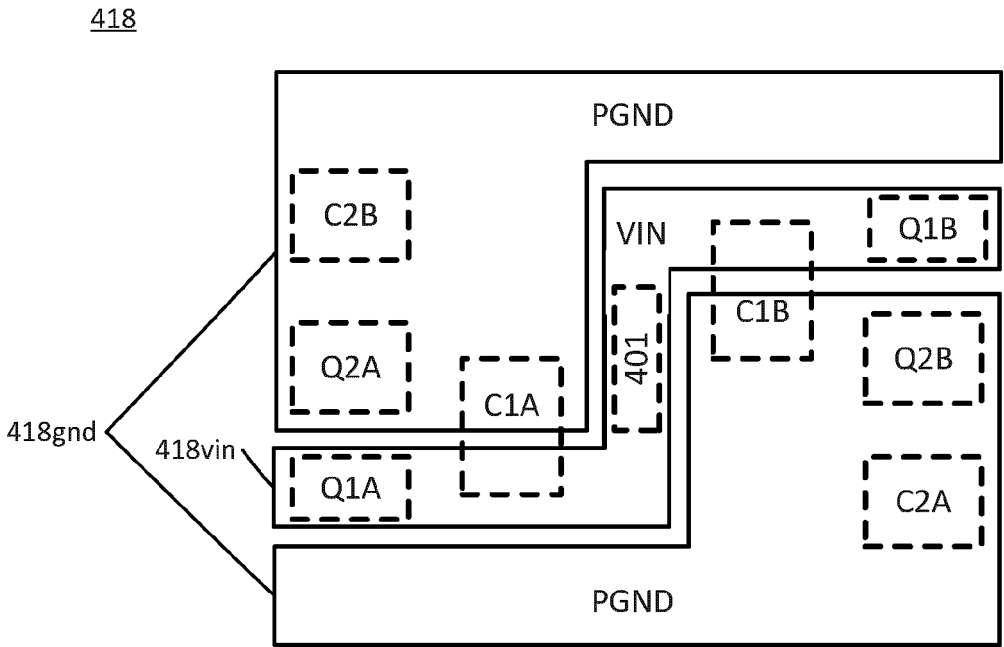 418
PGND
C2B
Q1B
VIN
C1B
401
Q2A
Q2B
C1A
418gnd
418vin
Q1A
C2A
PGND